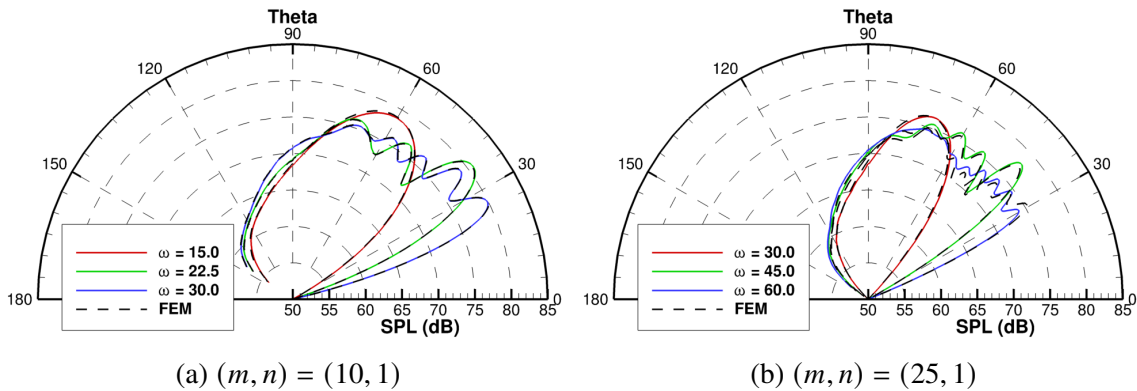 Theta
90
120
60
150
30
180
0
ω = 15.0
ω = 22.5
ω = 30.0
FEM
50 55 60 65 70 75 80 85
SPL (dB)
(a) (m, n) = (10, 1)
Theta
90
120
60
150
30
180
0
ω = 30.0
ω = 45.0
ω = 60.0
FEM
50 55 60 65 70 75 80 85
SPL (dB)
(b) (m, n) = (25, 1)